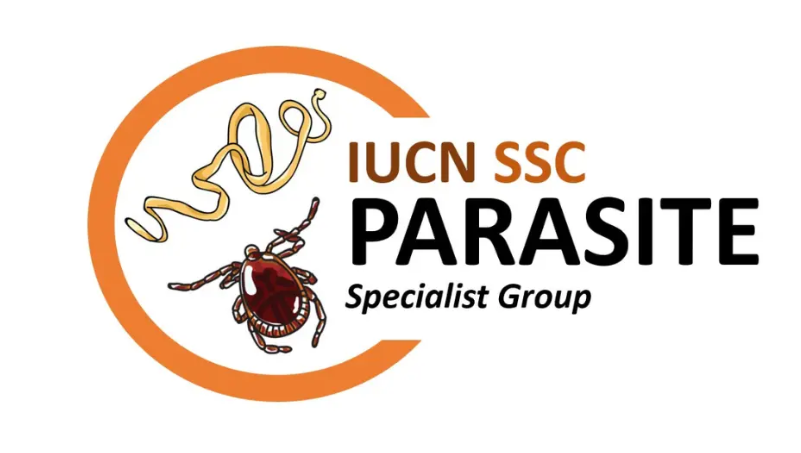 IUCN SSC
PARASITE
Specialist Group